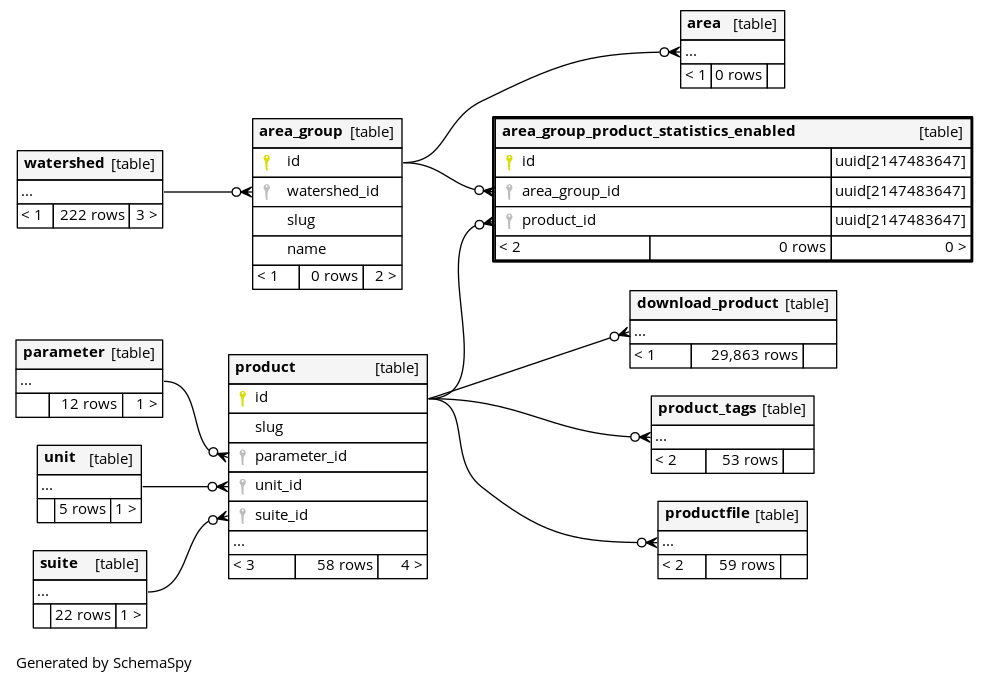 area [table]
...
< 1 0 rows
area_group_product_statistics_enabled [table]
id uuid[2147483647]
area_group_id uuid[2147483647]
product_id uuid[2147483647]
< 2 0 rows 0 >
area_group [table]
id
watershed_id
slug
name
< 1 0 rows 2 >
watershed [table]
...
< 1 222 rows 3 >
download_product [table]
...
< 1 29,863 rows
parameter [table]
...
12 rows 1 >
product [table]
id
slug
parameter_id
unit_id
suite_id
...
< 3 58 rows 4 >
product_tags [table]
...
< 2 53 rows
unit [table]
...
5 rows 1 >
productfile [table]
...
< 2 59 rows
suite [table]
...
22 rows 1 >
Generated by SchemaSpy